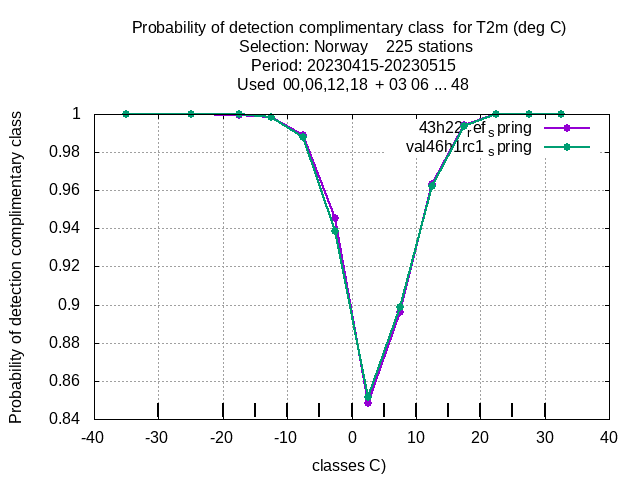 Probability of detection complimentary class for T2m (deg C)
Selection: Norway 225 stations
Period: 20230415-20230515
Used 00,06,12,18 + 03 06 ... 48
Probability of detection complimentary class
1
0.98
0.96
0.94
0.92
0.9
0.88
0.86
0.84
43h22refspring
val46h1rc1spring
-40 -30 -20 -10 0 10 20 30 40
classes C)